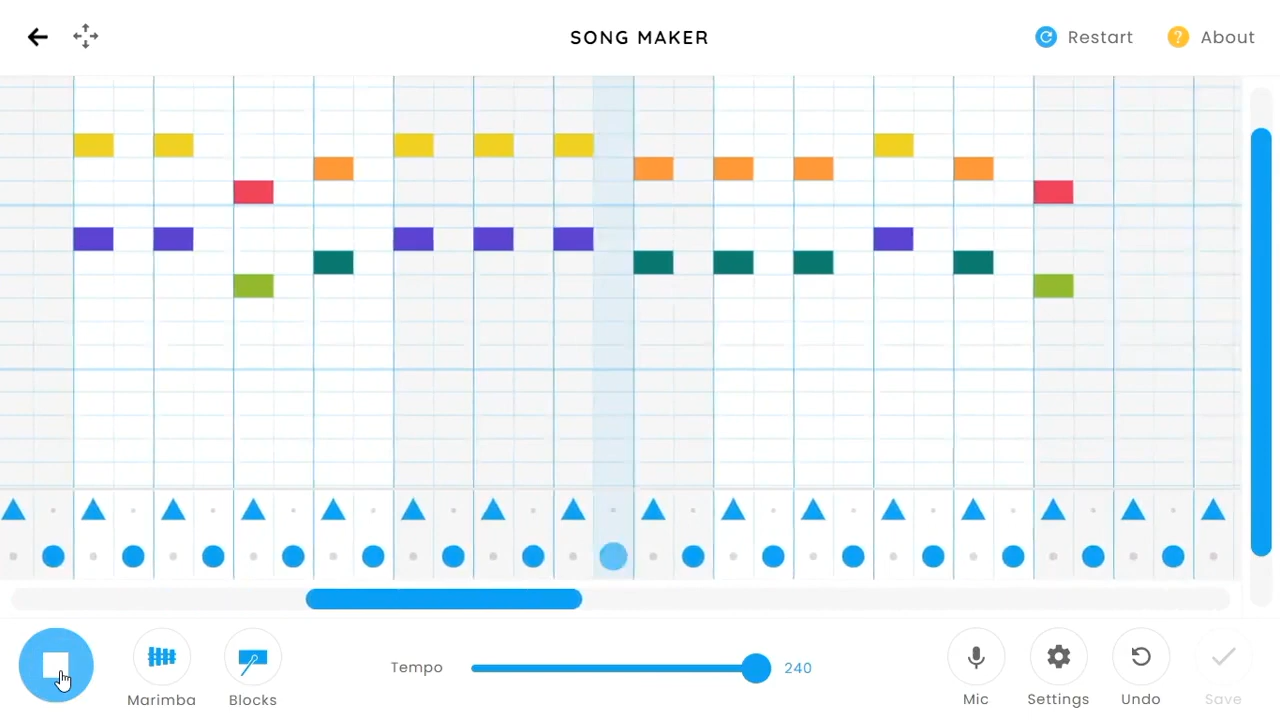 SONG MAKER
Restart
About
Tempo
240
Marimba
Blocks
Mic
Settings
Undo
Save